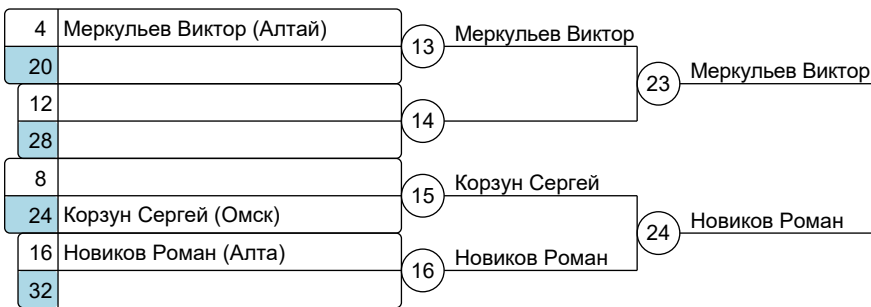 4 Меркульев Виктор (Алтай)
20
13 Меркульев Виктор
12
28
14
23 Меркульев Виктор
8
24 Корзун Сергей (Омск)
15 Корзун Сергей
16 Новиков Роман (Алта)
32
16 Новиков Роман
24 Новиков Роман